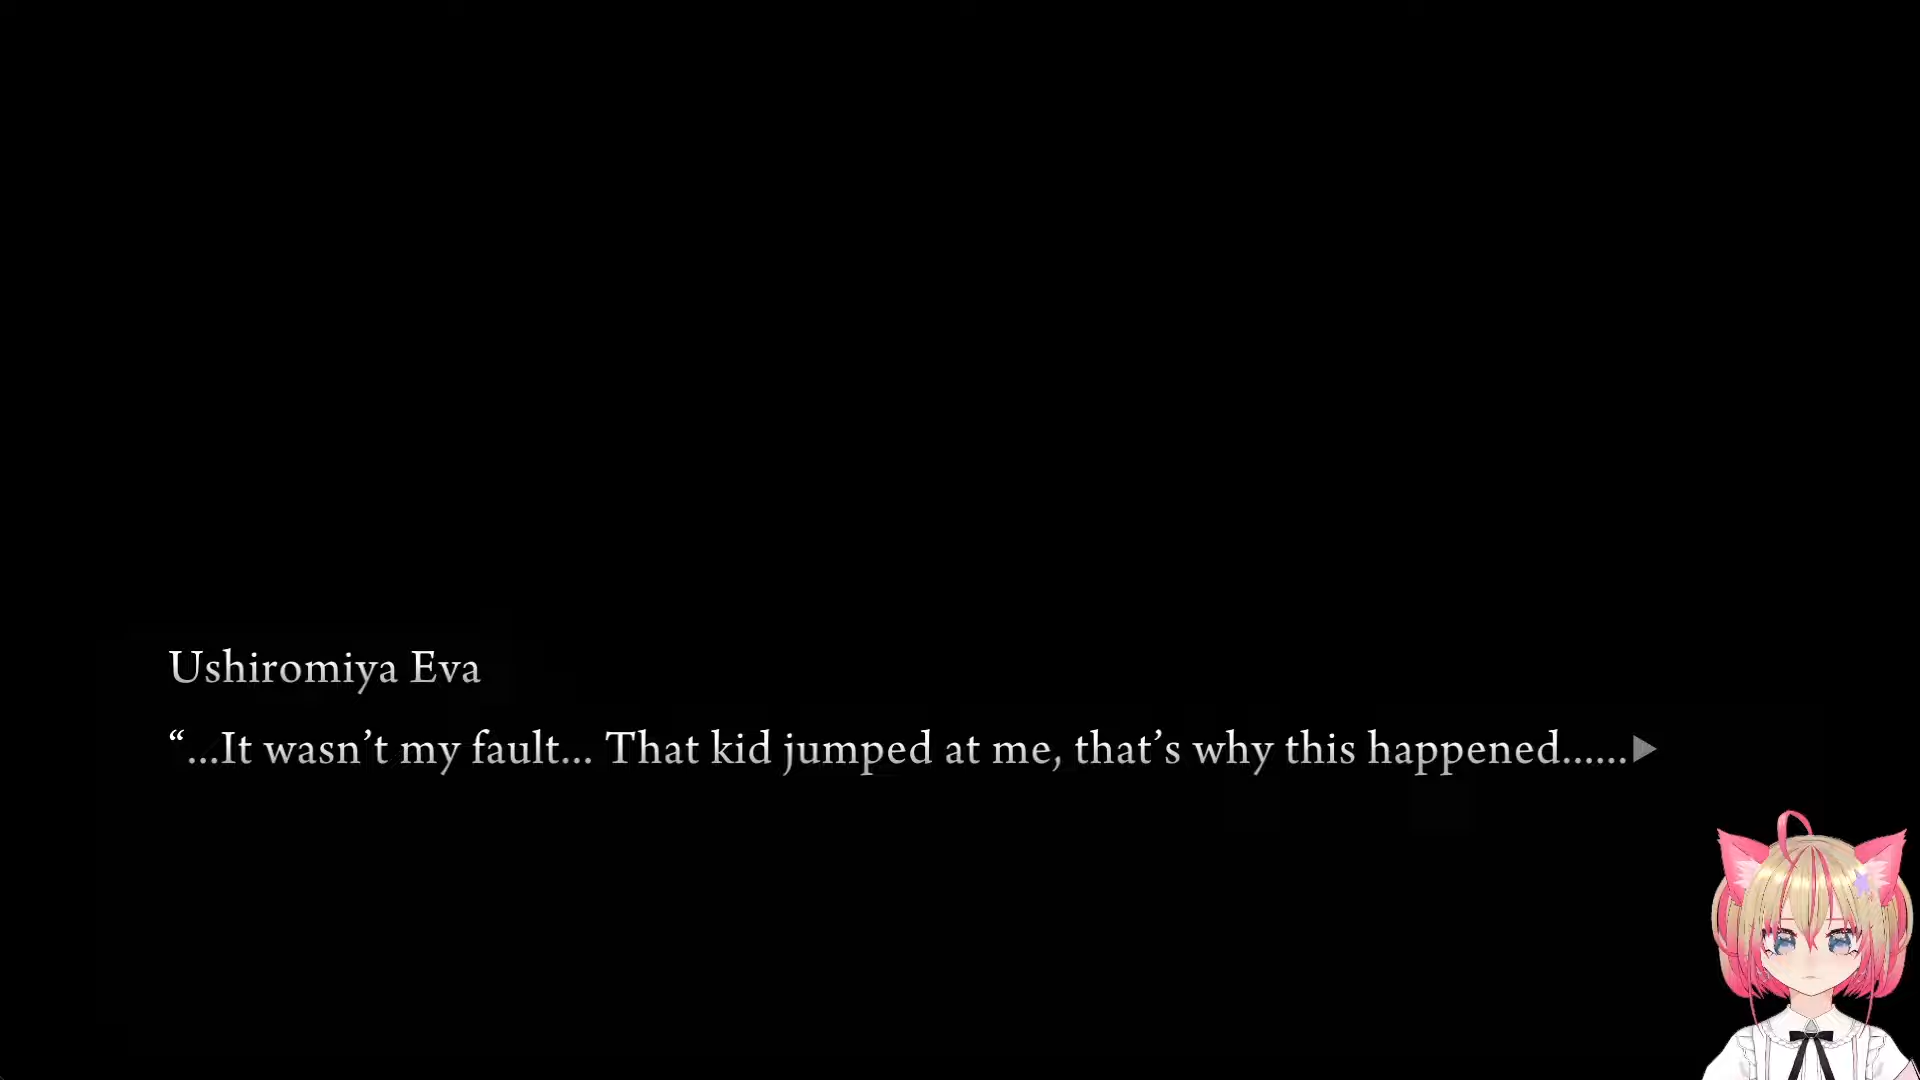 Ushiromiya Eva
“...It wasn’t my fault... That kid jumped at me, that’s why this happened......